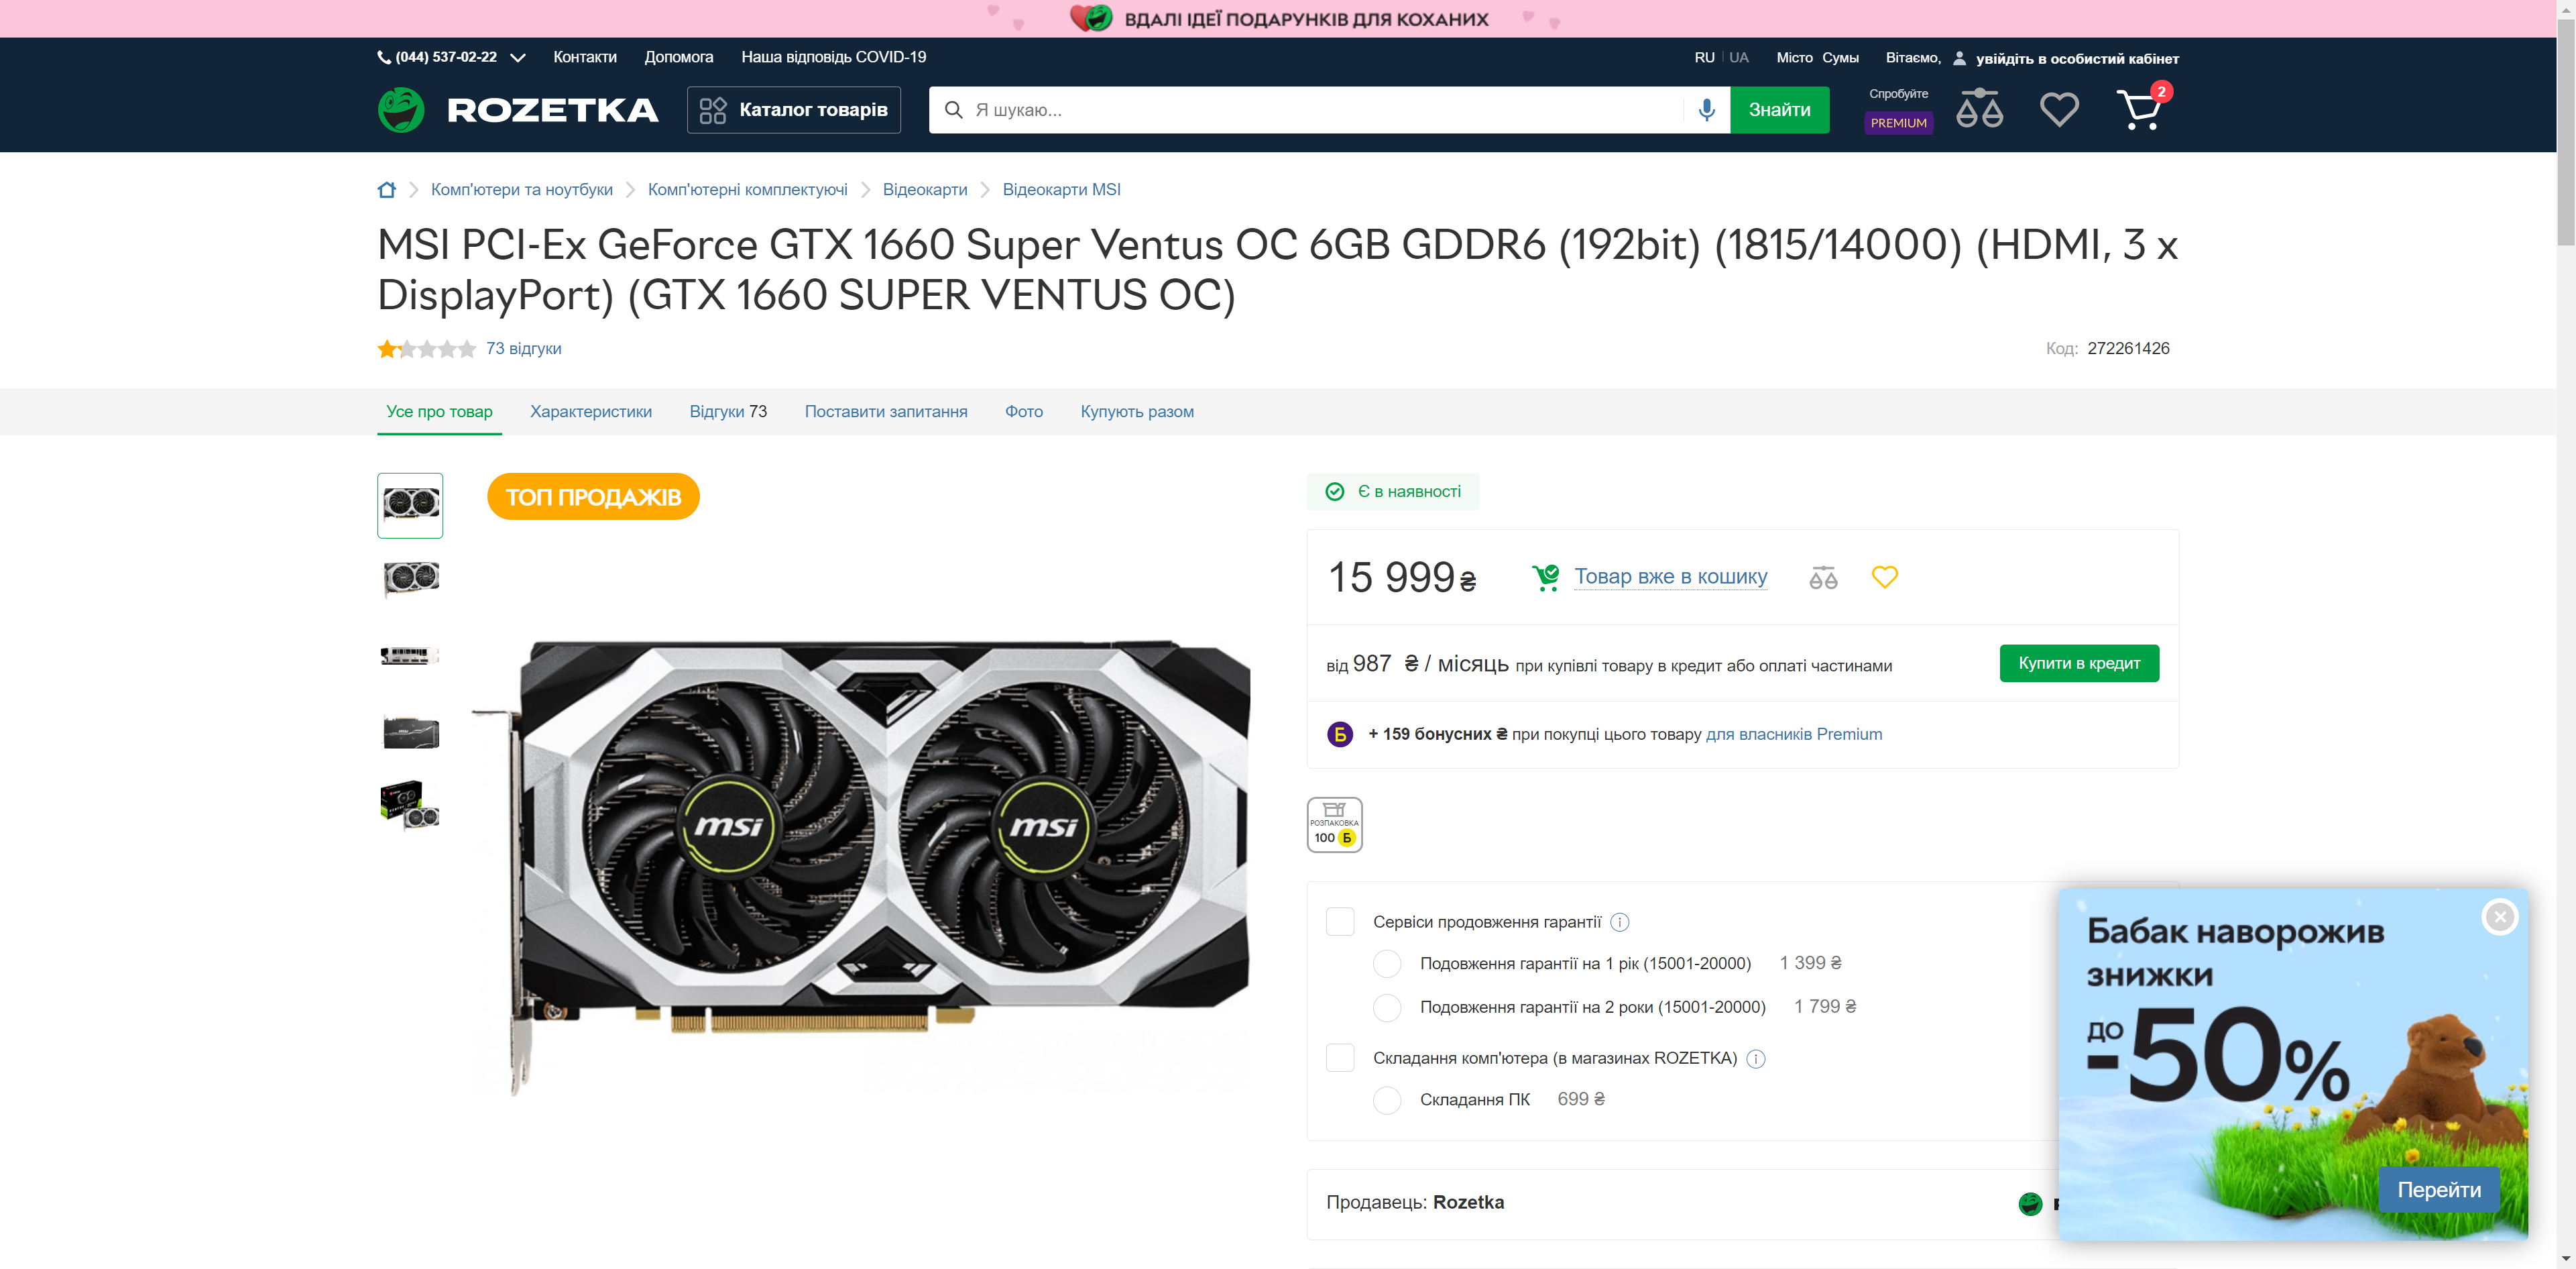 ВДАЛІ ІДЕЇ ПОДАРУНКІВ ДЛЯ КОХАНИХ
(044) 537-02-22 Контакти Допомога Наша відповідь COVID-19 RU UA Місто Сумы Вітаємо, увійдіть в особистий кабінет
ROZETKA Каталог товарів Я шукаю... Знайти Спробуйте PREMIUM 2
Комп'ютери та ноутбуки Комп'ютерні комплектуючі Відеокарти Відеокарти MSI
MSI PCI-Ex GeForce GTX 1660 Super Ventus OC 6GB GDDR6 (192bit) (1815/14000) (HDMI, 3 x
DisplayPort) (GTX 1660 SUPER VENTUS OC)
73 відгуки Код: 272261426
Усе про товар Характеристики Відгуки 73 Поставити запитання Фото Купують разом
ТОП ПРОДАЖІВ
msi msi
Є в наявності
15 999 ₴ Товар вже в кошику
від 987 ₴ / місяць при купівлі товару в кредит або оплаті частинами Купити в кредит
Б + 159 бонусних ₴ при покупці цього товару для власників Premium
РОЗПАКОВКА
100 Б
Сервіси продовження гарантії
Подовження гарантії на 1 рік (15001-20000) 1 399 ₴
Подовження гарантії на 2 роки (15001-20000) 1 799 ₴
Складання комп'ютера (в магазинах ROZETKA)
Складання ПК 699 ₴
Продавець: Rozetka
Бабак наворожив
знижки
до
-50%
Перейти